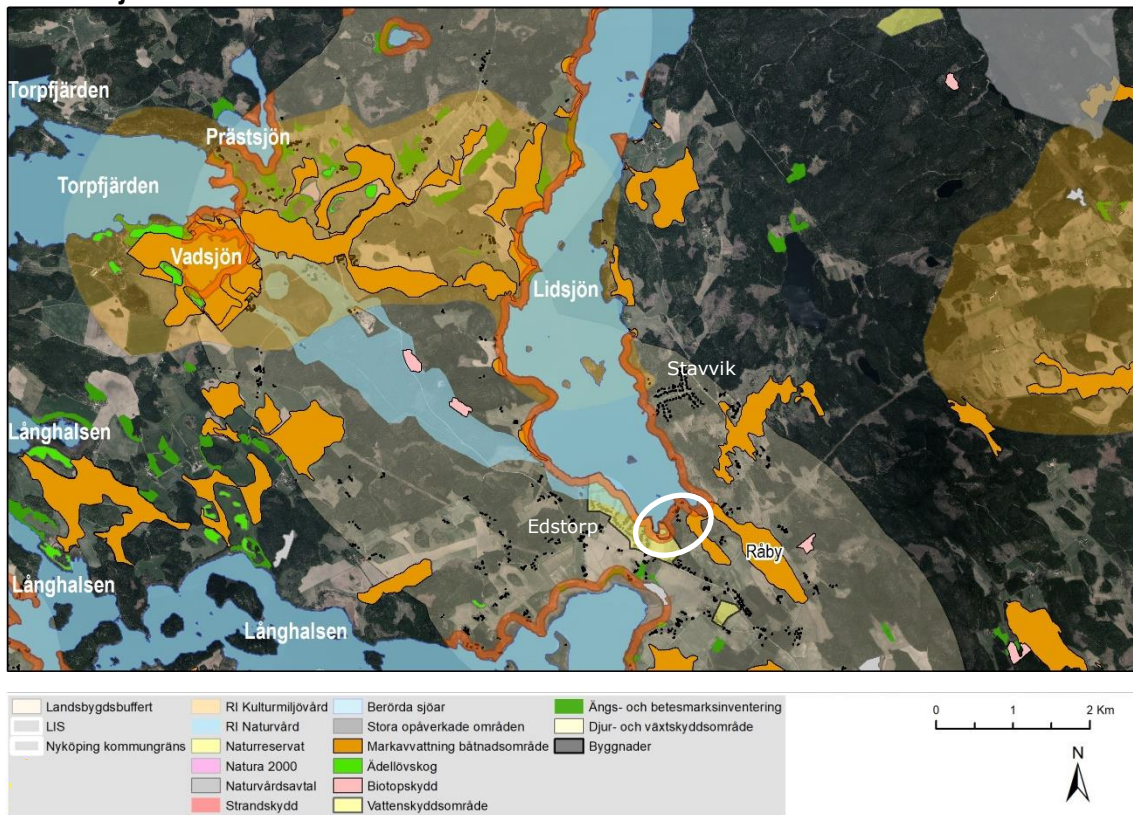 Torpfjärden
Prästsjön
Torpfjärden
Vadsjön
Lidsjön
Stavvik
Långhalsen
Edstorp
Råby
Långhalsen
Långhalsen
Landsbygdsbuffert
LIS
Nyköping kommungräns
RI Kulturmiljövård
RI Naturvård
Naturreservat
Natura 2000
Naturvårdsavtal
Strandskydd
Berörda sjöar
Stora opåverkade områden
Markavvattning båtnadsområde
Ädellövskog
Biotopskydd
Vattenskyddsområde
Ängs- och betesmarksinventering
Djur- och växtskyddsområde
Byggnader
0 1 2 Km
N